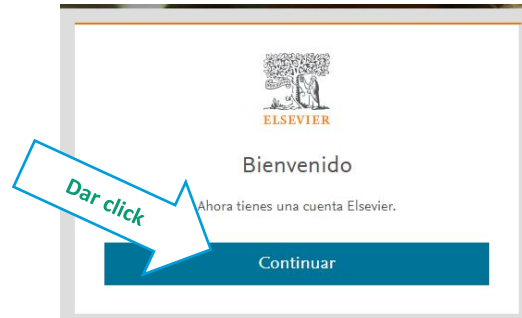 ELSEVIER
Bienvenido
Dar click
Ahora tienes una cuenta Elsevier.
Continuar